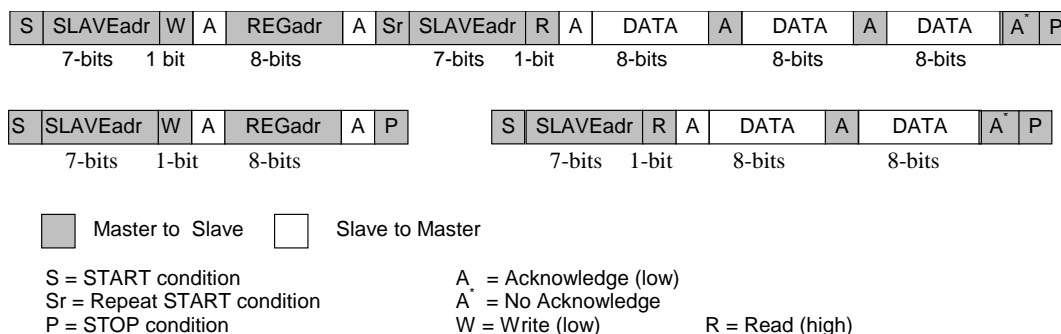 S SLAVEadr W A REGadr A Sr SLAVEadr R A DATA A DATA A DATA A* P
7-bits 1 bit 8-bits 7-bits 1-bit 8-bits 8-bits 8-bits
S SLAVEadr W A REGadr A P
7-bits 1-bit 8-bits
S SLAVEadr R A DATA A DATA A* P
7-bits 1-bit 8-bits 8-bits
Master to Slave Slave to Master
S = START condition
Sr = Repeat START condition
P = STOP condition
A = Acknowledge (low)
A* = No Acknowledge
W = Write (low) R = Read (high)